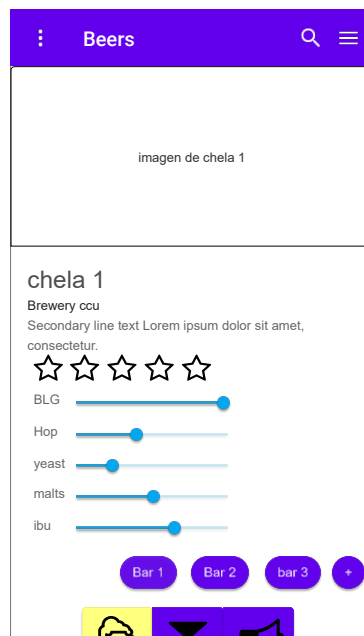 Beers
imagen de chela 1
chela 1
Brewery ccu
Secondary line text Lorem ipsum dolor sit amet,
consectetur.
BLG
Hop
yeast
malts
ibu
Bar 1 Bar 2 bar 3 +